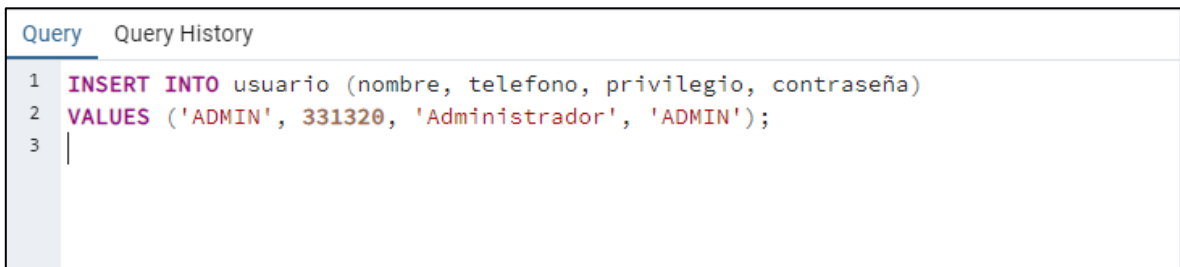 Query Query History
1 INSERT INTO usuario (nombre, telefono, privilegio, contraseña)
2 VALUES ('ADMIN', 331320, 'Administrador', 'ADMIN');
3